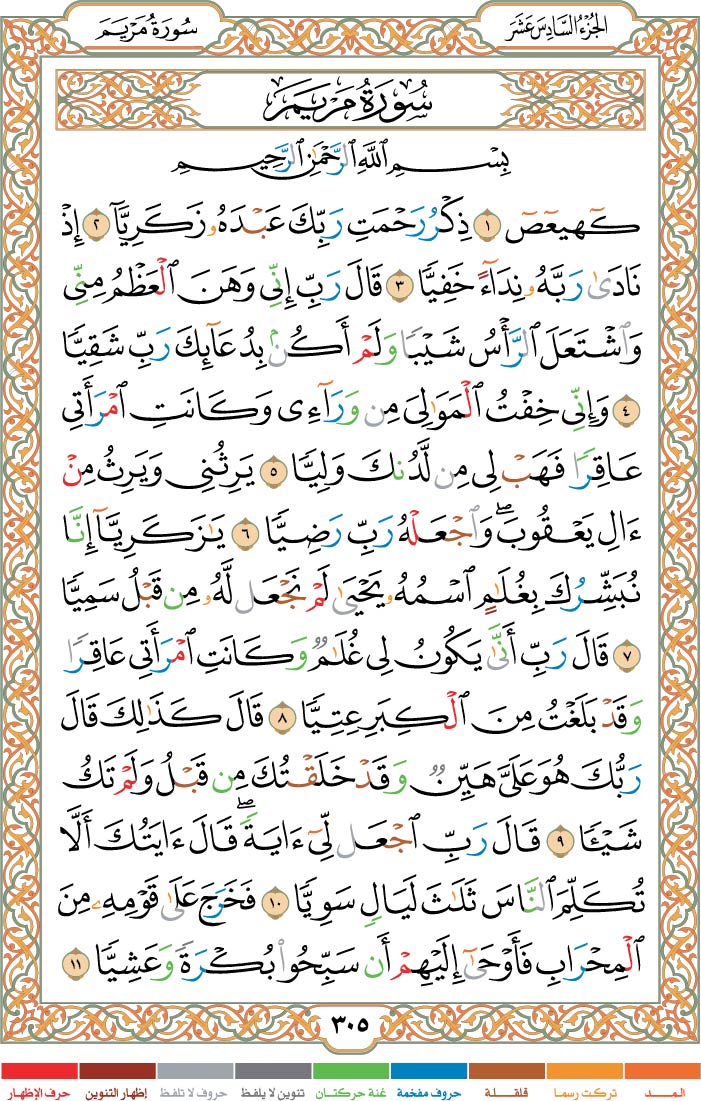 الجُزْءُ السَّادِسَ عَشَرَ
سُورَةُ مَرْيَمَ
سُورَةُ مَرْيَمَ
بِسْمِ ٱللَّهِ ٱلرَّحْمَٰنِ ٱلرَّحِيمِ
كٓهيعٓصٓ ١ ذِكْرُ رَحْمَتِ رَبِّكَ عَبْدَهُۥ زَكَرِيَّآ ٢ إِذْ
نَادَىٰ رَبَّهُۥ نِدَآءً خَفِيًّا ٣ قَالَ رَبِّ إِنِّى وَهَنَ ٱلْعَظْمُ مِنِّى
وَٱشْتَعَلَ ٱلرَّأْسُ شَيْبًا وَلَمْ أَكُنۢ بِدُعَآئِكَ رَبِّ شَقِيًّا
٤ وَإِنِّى خِفْتُ ٱلْمَوَٰلِىَ مِن وَرَآءِى وَكَانَتِ ٱمْرَأَتِى
عَاقِرًا فَهَبْ لِى مِن لَّدُنكَ وَلِيًّا ٥ يَرِثُنِى وَيَرِثُ مِنْ
ءَالِ يَعْقُوبَ ۖ وَٱجْعَلْهُ رَبِّ رَضِيًّا ٦ يَٰزَكَرِيَّآ إِنَّا
نُبَشِّرُكَ بِغُلَٰمٍ ٱسْمُهُۥ يَحْيَىٰ لَمْ نَجْعَل لَّهُۥ مِن قَبْلُ سَمِيًّا
٧ قَالَ رَبِّ أَنَّىٰ يَكُونُ لِى غُلَٰمٌ وَكَانَتِ ٱمْرَأَتِى عَاقِرًا
وَقَدْ بَلَغْتُ مِنَ ٱلْكِبَرِ عِتِيًّا ٨ قَالَ كَذَٰلِكَ قَالَ
رَبُّكَ هُوَ عَلَىَّ هَيِّنٌ وَقَدْ خَلَقْتُكَ مِن قَبْلُ وَلَمْ تَكُ
شَيْـًٔا ٩ قَالَ رَبِّ ٱجْعَل لِّىٓ ءَايَةً ۚ قَالَ ءَايَتُكَ أَلَّا
تُكَلِّمَ ٱلنَّاسَ ثَلَٰثَ لَيَالٍ سَوِيًّا ١٠ فَخَرَجَ عَلَىٰ قَوْمِهِۦ مِنَ
ٱلْمِحْرَابِ فَأَوْحَىٰٓ إِلَيْهِمْ أَن سَبِّحُوا۟ بُكْرَةً وَعَشِيًّا ١١
٣٠٥
المــد تركت رسما قلقلة حروف مفخمة غنة حركتان تنوين لا يلفظ حروف لا تلفظ إظهار التنوين حرف الإظهار